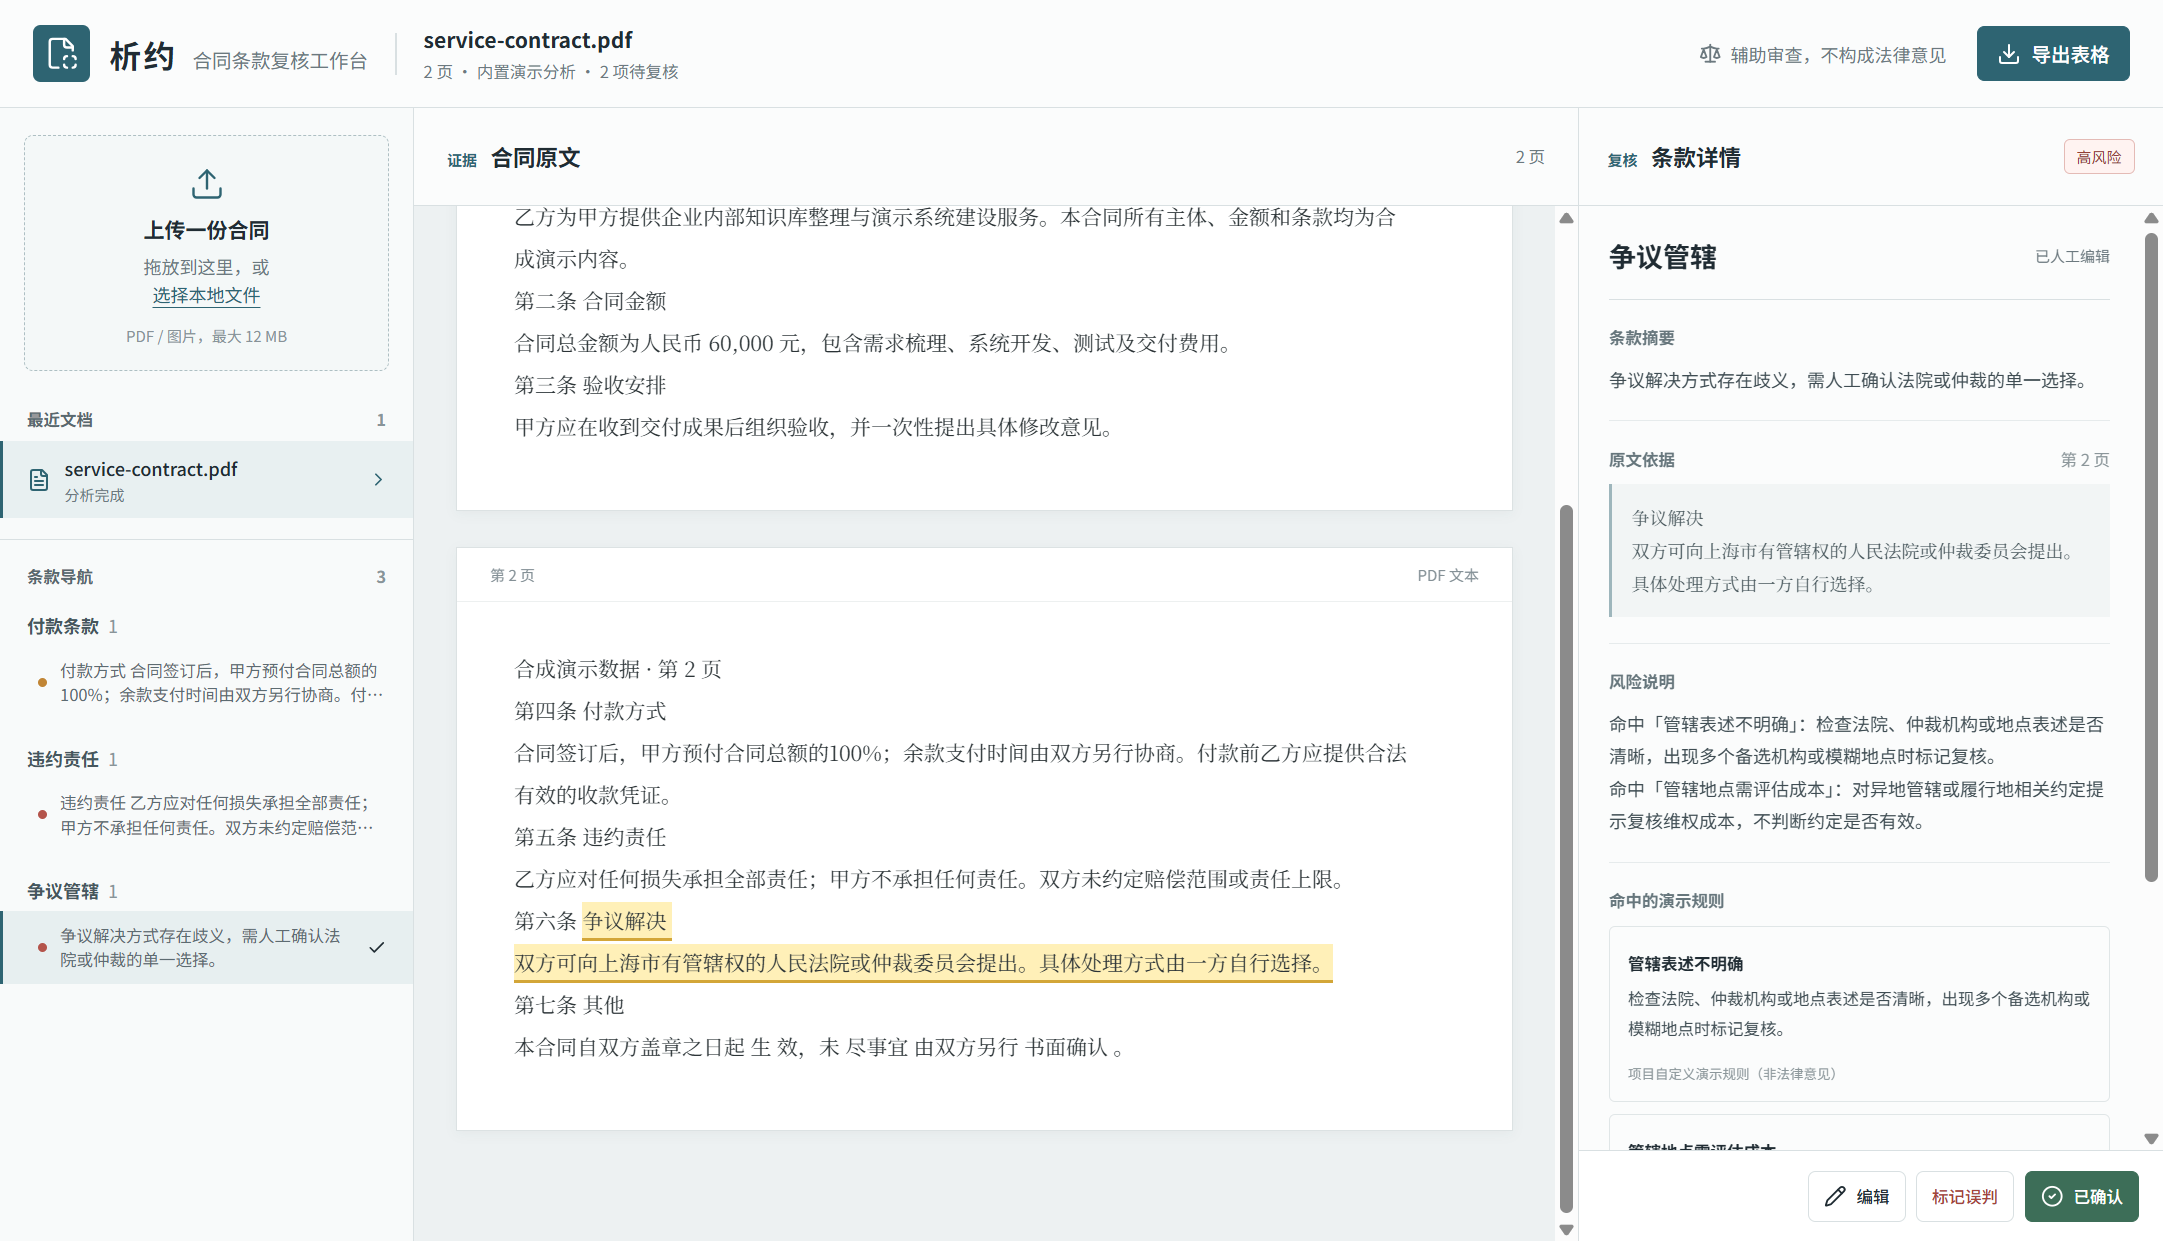 析约 合同条款复核工作台
service-contract.pdf
2 页 · 内置演示分析 · 2 项待复核
辅助审查，不构成法律意见
导出表格
上传一份合同
拖放到这里，或
选择本地文件
PDF / 图片，最大 12 MB
最近文档 1
service-contract.pdf
分析完成
条款导航 3
付款条款 1
付款方式 合同签订后，甲方预付合同总额的
100%；余款支付时间由双方另行协商。付…
违约责任 1
违约责任 乙方应对任何损失承担全部责任；
甲方不承担任何责任。双方未约定赔偿范…
争议管辖 1
争议解决方式存在歧义，需人工确认法
院或仲裁的单一选择。
证据 合同原文 2 页
乙方为甲方提供企业内部知识库整理与演示系统建设服务。本合同所有主体、金额和条款均为合
成演示内容。
第二条 合同金额
合同总金额为人民币 60,000 元，包含需求梳理、系统开发、测试及交付费用。
第三条 验收安排
甲方应在收到交付成果后组织验收，并一次性提出具体修改意见。
第 2 页 PDF 文本
合成演示数据 · 第 2 页
第四条 付款方式
合同签订后，甲方预付合同总额的100%；余款支付时间由双方另行协商。付款前乙方应提供合法
有效的收款凭证。
第五条 违约责任
乙方应对任何损失承担全部责任；甲方不承担任何责任。双方未约定赔偿范围或责任上限。
第六条 争议解决
双方可向上海市有管辖权的人民法院或仲裁委员会提出。具体处理方式由一方自行选择。
第七条 其他
本合同自双方盖章之日起 生 效，未 尽事宜 由双方另行 书面确认 。
复核 条款详情 高风险
争议管辖 已人工编辑
条款摘要
争议解决方式存在歧义，需人工确认法院或仲裁的单一选择。
原文依据 第 2 页
争议解决
双方可向上海市有管辖权的人民法院或仲裁委员会提出。
具体处理方式由一方自行选择。
风险说明
命中「管辖表述不明确」：检查法院、仲裁机构或地点表述是否
清晰，出现多个备选机构或模糊地点时标记复核。
命中「管辖地点需评估成本」：对异地管辖或履行地相关约定提
示复核维权成本，不判断约定是否有效。
命中的演示规则
管辖表述不明确
检查法院、仲裁机构或地点表述是否清晰，出现多个备选机构或
模糊地点时标记复核。
项目自定义演示规则（非法律意见）
管辖地点需评估成本
编辑 标记误判 已确认